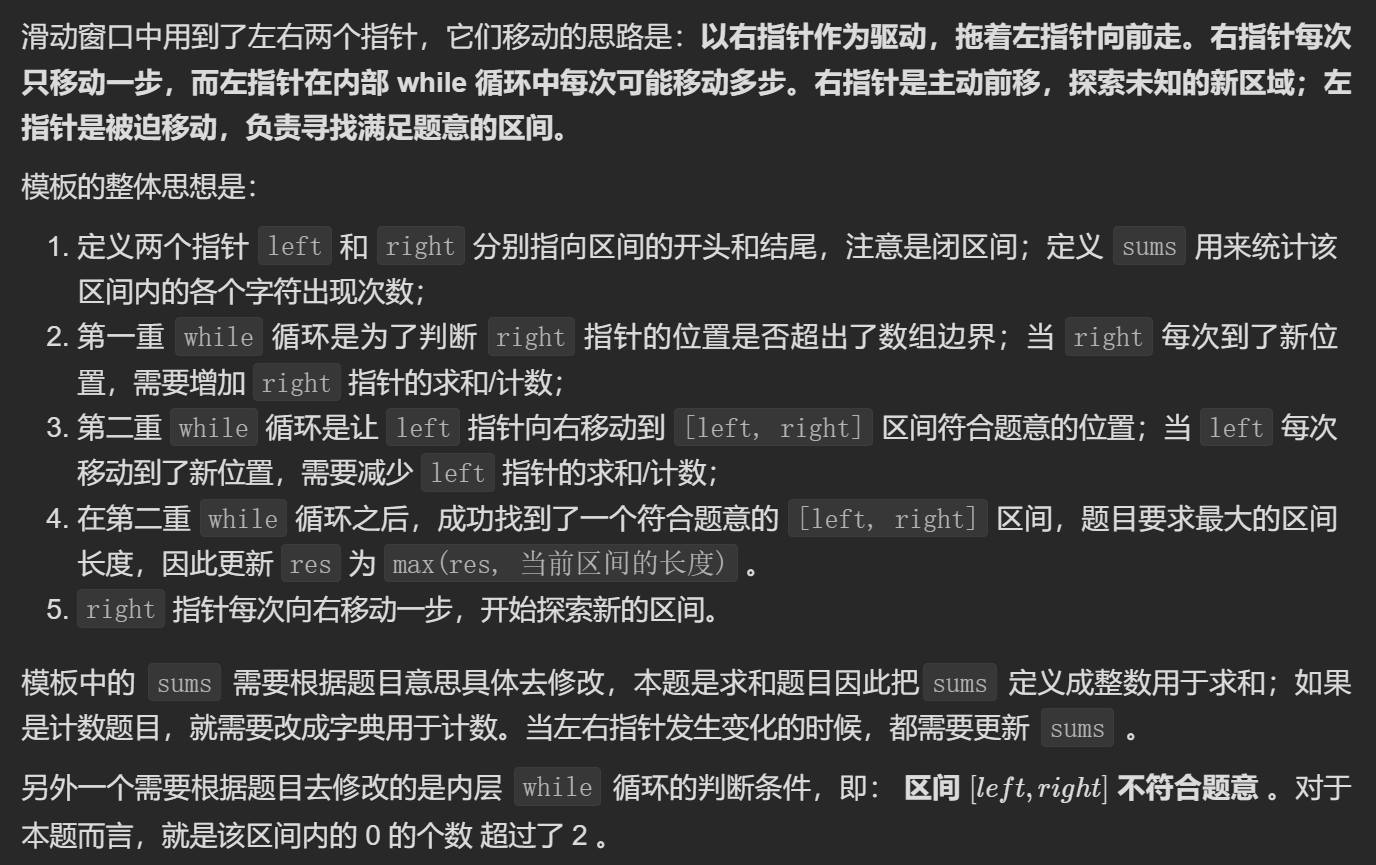 滑动窗口中用到了左右两个指针，它们移动的思路是：以右指针作为驱动，拖着左指针向前走。右指针每次
只移动一步，而左指针在内部 while 循环中每次可能移动多步。右指针是主动前移，探索未知的新区域；左
指针是被迫移动，负责寻找满足题意的区间。
模板的整体思想是：
1. 定义两个指针 left 和 right 分别指向区间的开头和结尾，注意是闭区间；定义 sums 用来统计该
区间内的各个字符出现次数；
2. 第一重 while 循环是为了判断 right 指针的位置是否超出了数组边界；当 right 每次到了新位
置，需要增加 right 指针的求和/计数；
3. 第二重 while 循环是让 left 指针向右移动到 [left, right] 区间符合题意的位置；当 left 每次
移动到了新位置，需要减少 left 指针的求和/计数；
4. 在第二重 while 循环之后，成功找到了一个符合题意的 [left, right] 区间，题目要求最大的区间
长度，因此更新 res 为 max(res, 当前区间的长度) 。
5. right 指针每次向右移动一步，开始探索新的区间。
模板中的 sums 需要根据题目意思具体去修改，本题是求和题目因此把 sums 定义成整数用于求和；如果
是计数题目，就需要改成字典用于计数。当左右指针发生变化的时候，都需要更新 sums 。
另外一个需要根据题目去修改的是内层 while 循环的判断条件，即： 区间 [left, right] 不符合题意 。对于
本题而言，就是该区间内的 0 的个数 超过了 2 。